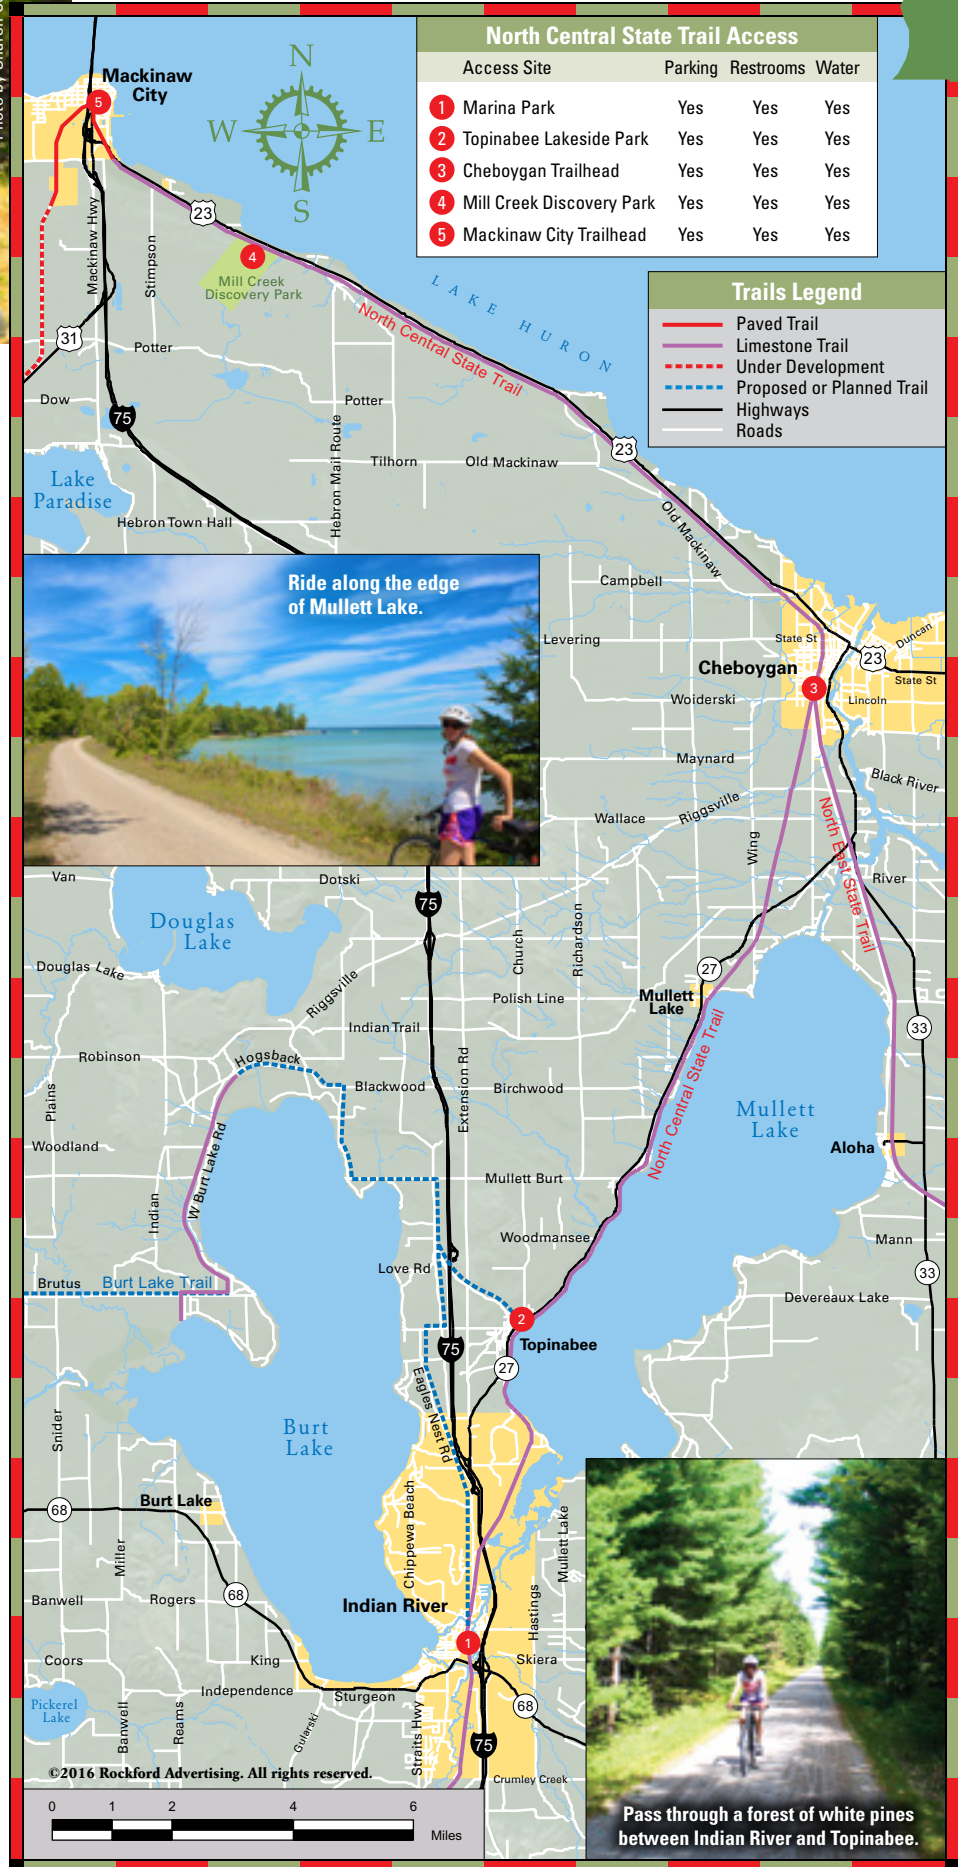 North Central State Trail Access
Access Site Parking Restrooms Water
1 Marina Park Yes Yes Yes
2 Topinabee Lakeside Park Yes Yes Yes
3 Cheboygan Trailhead Yes Yes Yes
4 Mill Creek Discovery Park Yes Yes Yes
5 Mackinaw City Trailhead Yes Yes Yes
Trails Legend
Paved Trail
Limestone Trail
Under Development
Proposed or Planned Trail
Highways
Roads
N
W E
S
Mackinaw
City
5
23
4
Mill Creek
Discovery Park
Mackinaw Hwy
Stimpson
LAKE HURON
North Central State Trail
31
Potter
Dow
75
Potter
Hebron Mail Route
Tilhorn
Old Mackinaw
23
Lake
Paradise
Hebron Town Hall
Old Mackinaw
Ride along the edge
of Mullett Lake.
Campbell
Levering
State St
Duncan
23
Cheboygan
State St
3
Woiderski
Lincoln
Maynard
Black River
Riggsville
Wallace
Wing
North East State Trail
Van
Dotski
River
75
Douglas
Lake
Church
Richardson
Douglas Lake
Riggsville
27
Polish Line
Mullett
Lake
Indian Trail
33
North Central State Trail
Robinson
Hogsback
Extension Rd
Blackwood
Birchwood
Plains
Mullett
Lake
Woodland
W Burt Lake Rd
Aloha
Mullett Burt
Indian
Woodmansee
Mann
Love Rd
33
Brutus
Burt Lake Trail
Devereaux Lake
2
Topinabee
75
27
Eagles Nest Rd
Snider
Burt
Lake
Burt Lake
68
Chippewa Beach
Mullett Lake
Miller
68
Banwell
Rogers
Indian River
Hastings
1
Coors
King
Skiera
Independence
Sturgeon
Pickerel
Lake
68
Banwell
Reams
Gularski
Straits Hwy
75
©2016 Rockford Advertising. All rights reserved.
Crumley Creek
0 1 2 4 6
Miles
Pass through a forest of white pines
between Indian River and Topinabee.